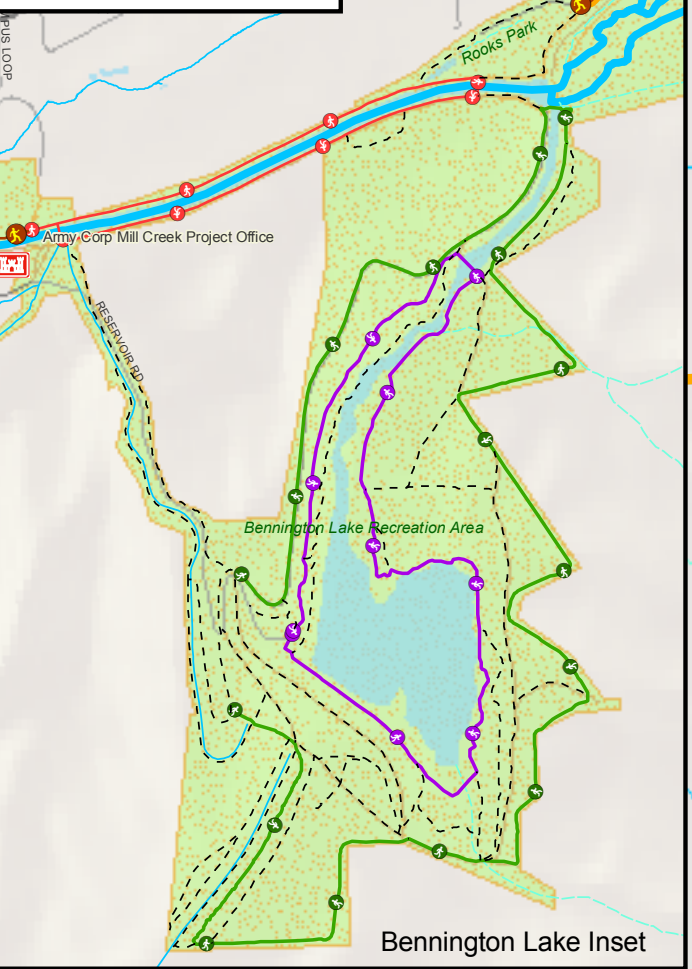 Rooks Park
Army Corp Mill Creek Project Office
RESERVOIR RD
Bennington Lake Recreation Area
Bennington Lake Inset